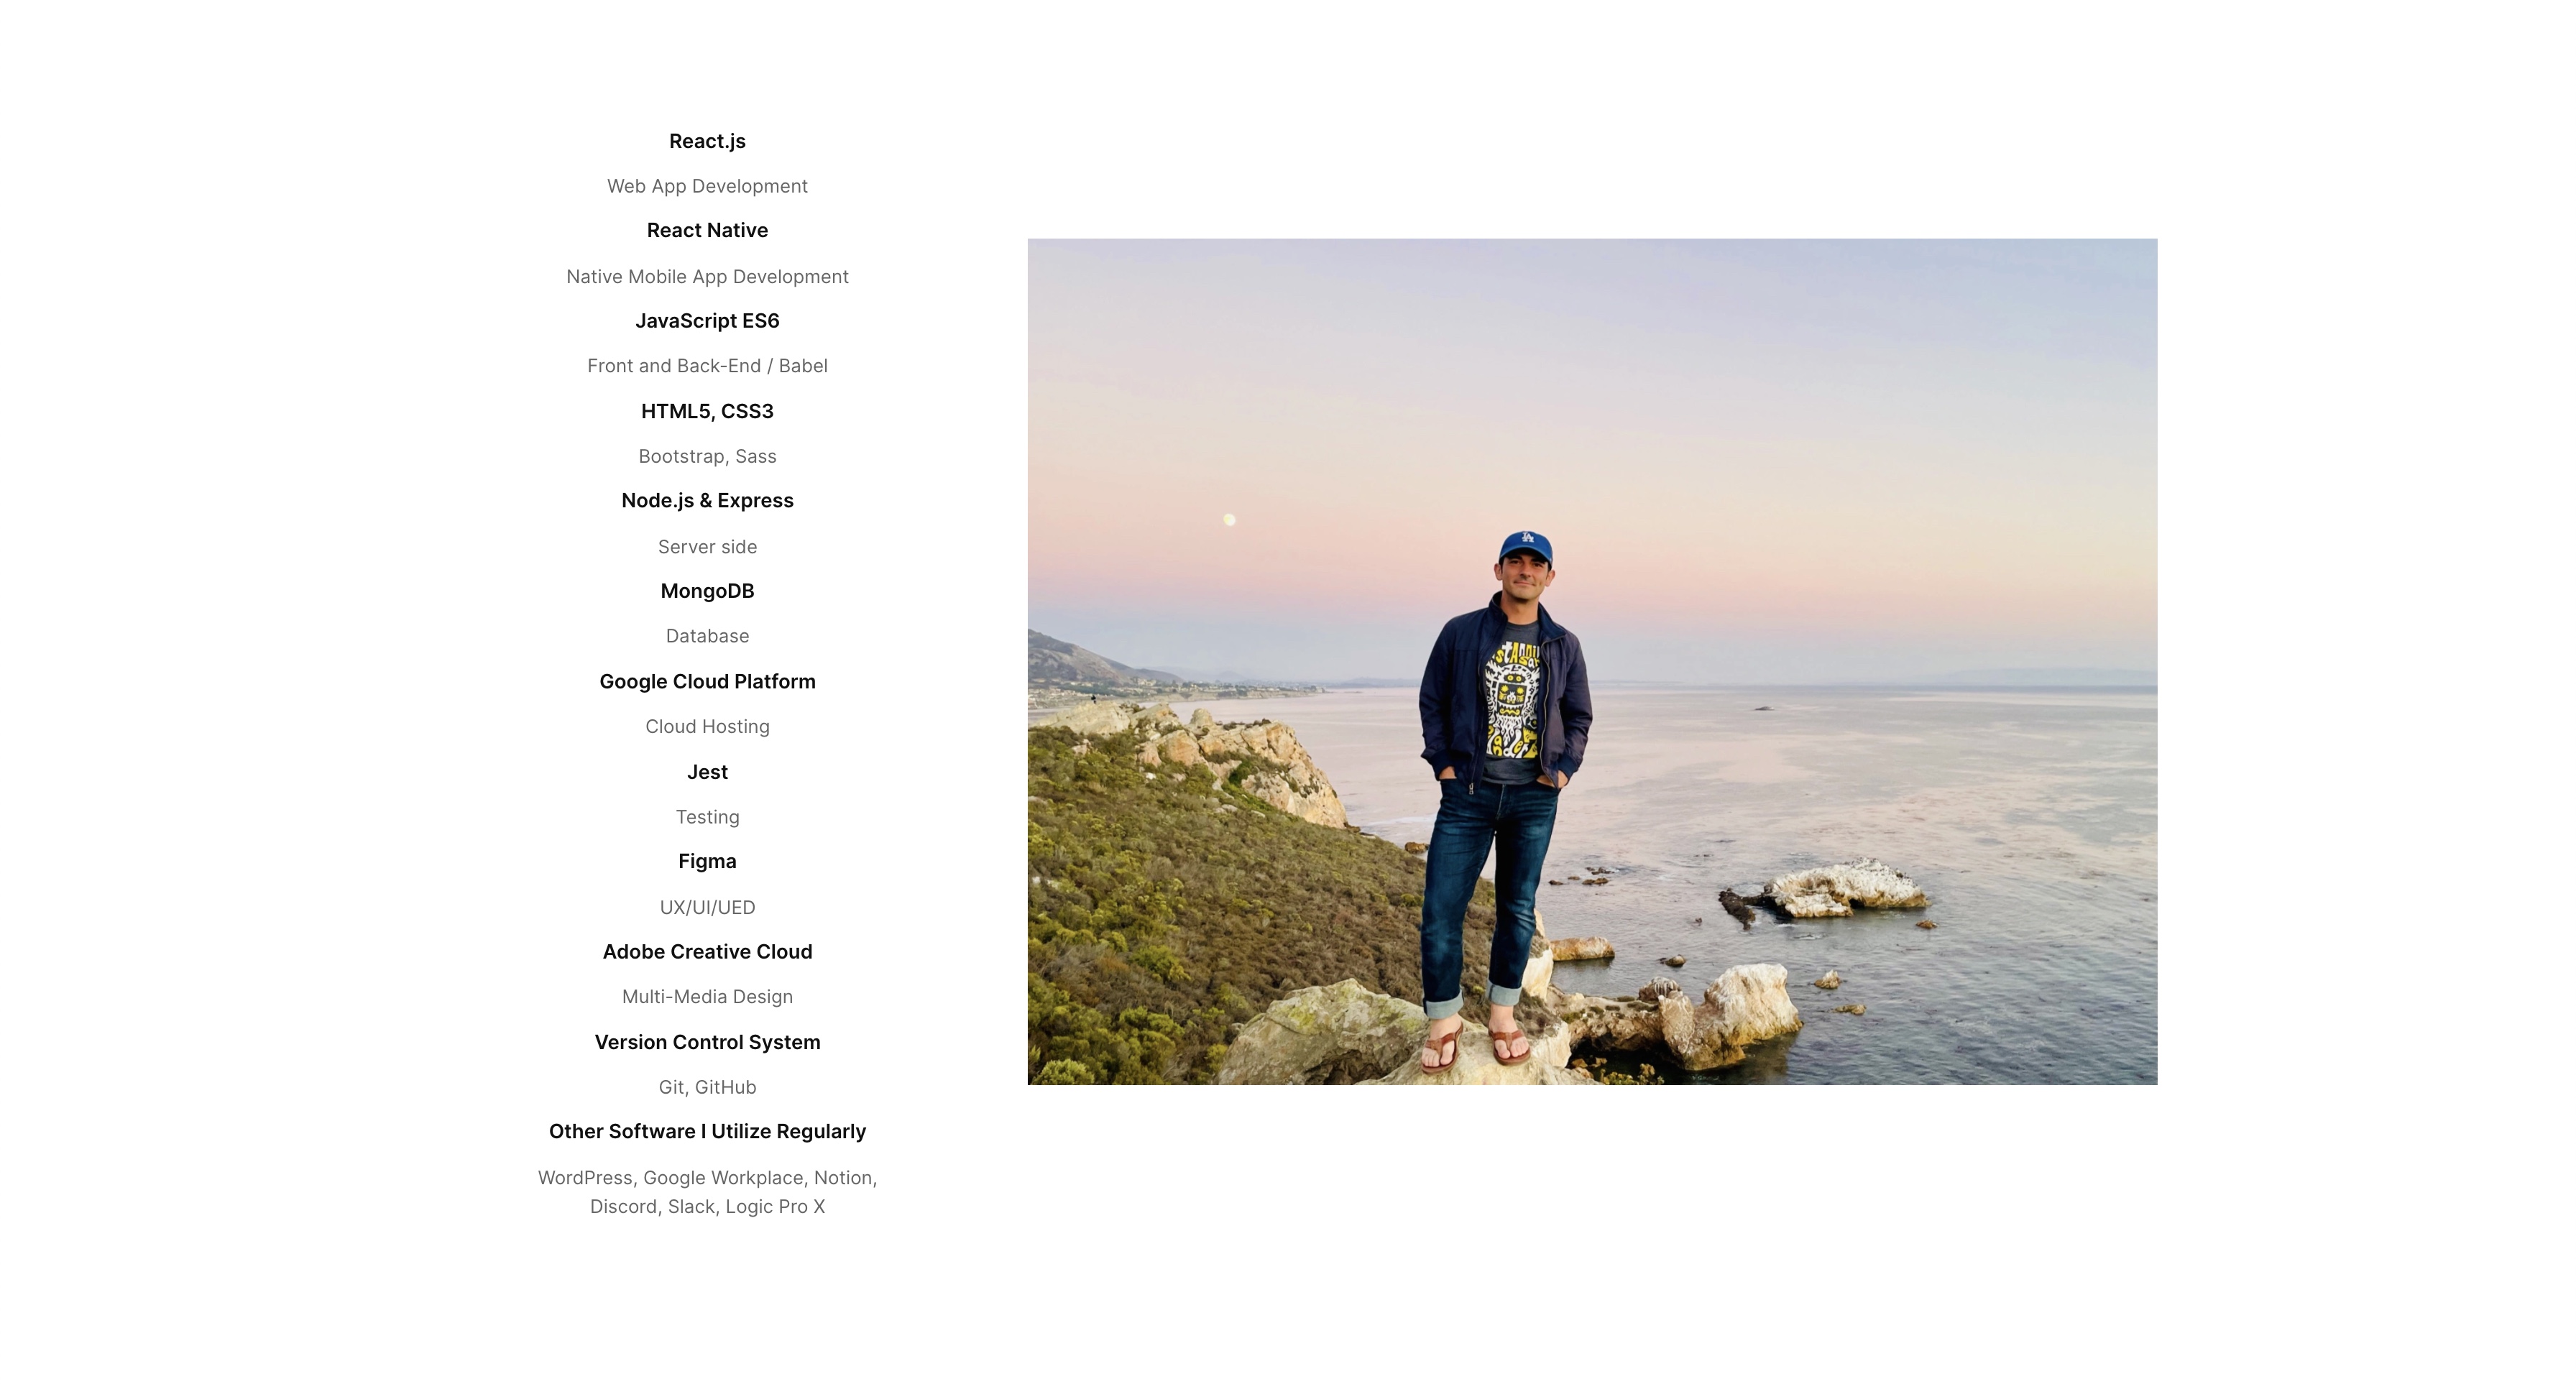 React.js
Web App Development
React Native
Native Mobile App Development
JavaScript ES6
Front and Back-End / Babel
HTML5, CSS3
Bootstrap, Sass
Node.js & Express
Server side
MongoDB
Database
Google Cloud Platform
Cloud Hosting
Jest
Testing
Figma
UX/UI/UED
Adobe Creative Cloud
Multi-Media Design
Version Control System
Git, GitHub
Other Software I Utilize Regularly
WordPress, Google Workplace, Notion,
Discord, Slack, Logic Pro X
LA